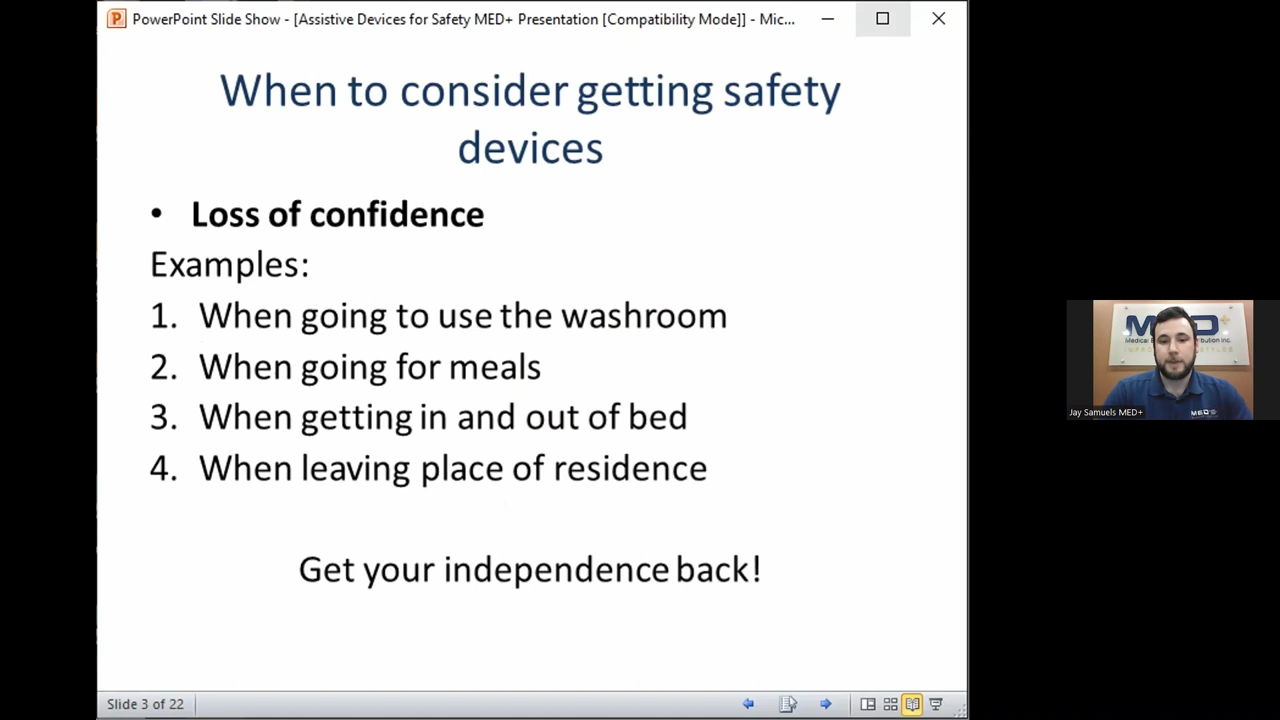 PowerPoint Slide Show - [Assistive Devices for Safety MED+ Presentation [Compatibility Mode]] - Mic...
When to consider getting safety
devices
• Loss of confidence
Examples:
1. When going to use the washroom
2. When going for meals
3. When getting in and out of bed
4. When leaving place of residence
Get your independence back!
Slide 3 of 22
MED+
Jay Samuels MED+
MED+